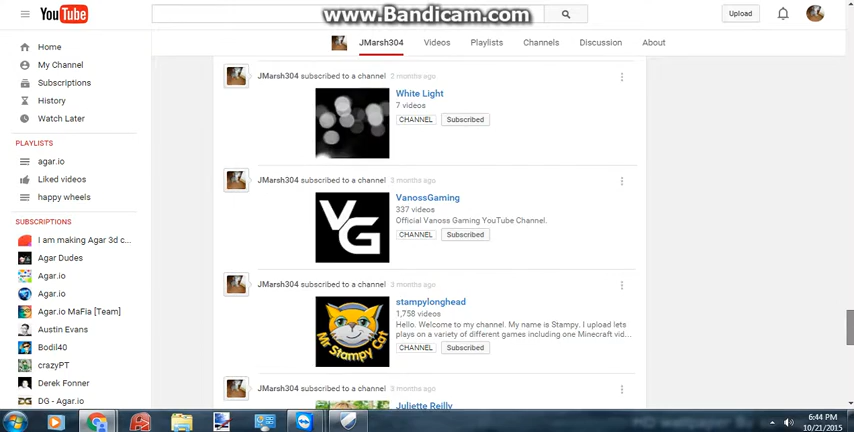 www.Bandicam.com
YouTube
Upload
JMarsh304
Videos
Playlists
Channels
Discussion
About
Home
My Channel
Subscriptions
History
Watch Later
PLAYLISTS
agar.io
Liked videos
happy wheels
SUBSCRIPTIONS
I am making Agar 3d c...
Agar Dudes
Agar.io
Agar.io
Agar.io MaFia [Team]
Austin Evans
Bodil40
crazyPT
Derek Former
DG - Agar.io
JMarsh304 subscribed to a channel 2 months ago
White Light
7 videos
CHANNEL Subscribed
JMarsh304 subscribed to a channel 3 months ago
VG
VanossGaming
337 videos
Official Vanoss Gaming YouTube Channel.
CHANNEL Subscribed
JMarsh304 subscribed to a channel 3 months ago
Mr Stampy Cat
stampylonghead
1,758 videos
Hello. Welcome to my channel. My name is Stampy. I upload lets
plays on a variety of different games including one Minecraft vid...
CHANNEL Subscribed
JMarsh304 subscribed to a channel 3 months ago
Juliette Reilly
6:44 PM
10/21/2015